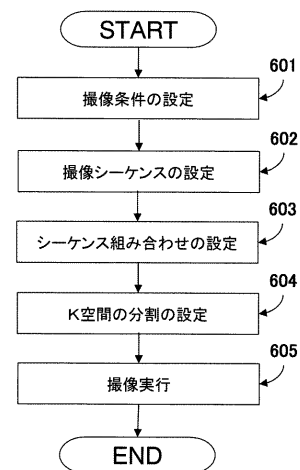 START
601
撮像条件の設定
602
撮像シーケンスの設定
603
シーケンス組み合わせの設定
604
K空間の分割の設定
605
撮像実行
END